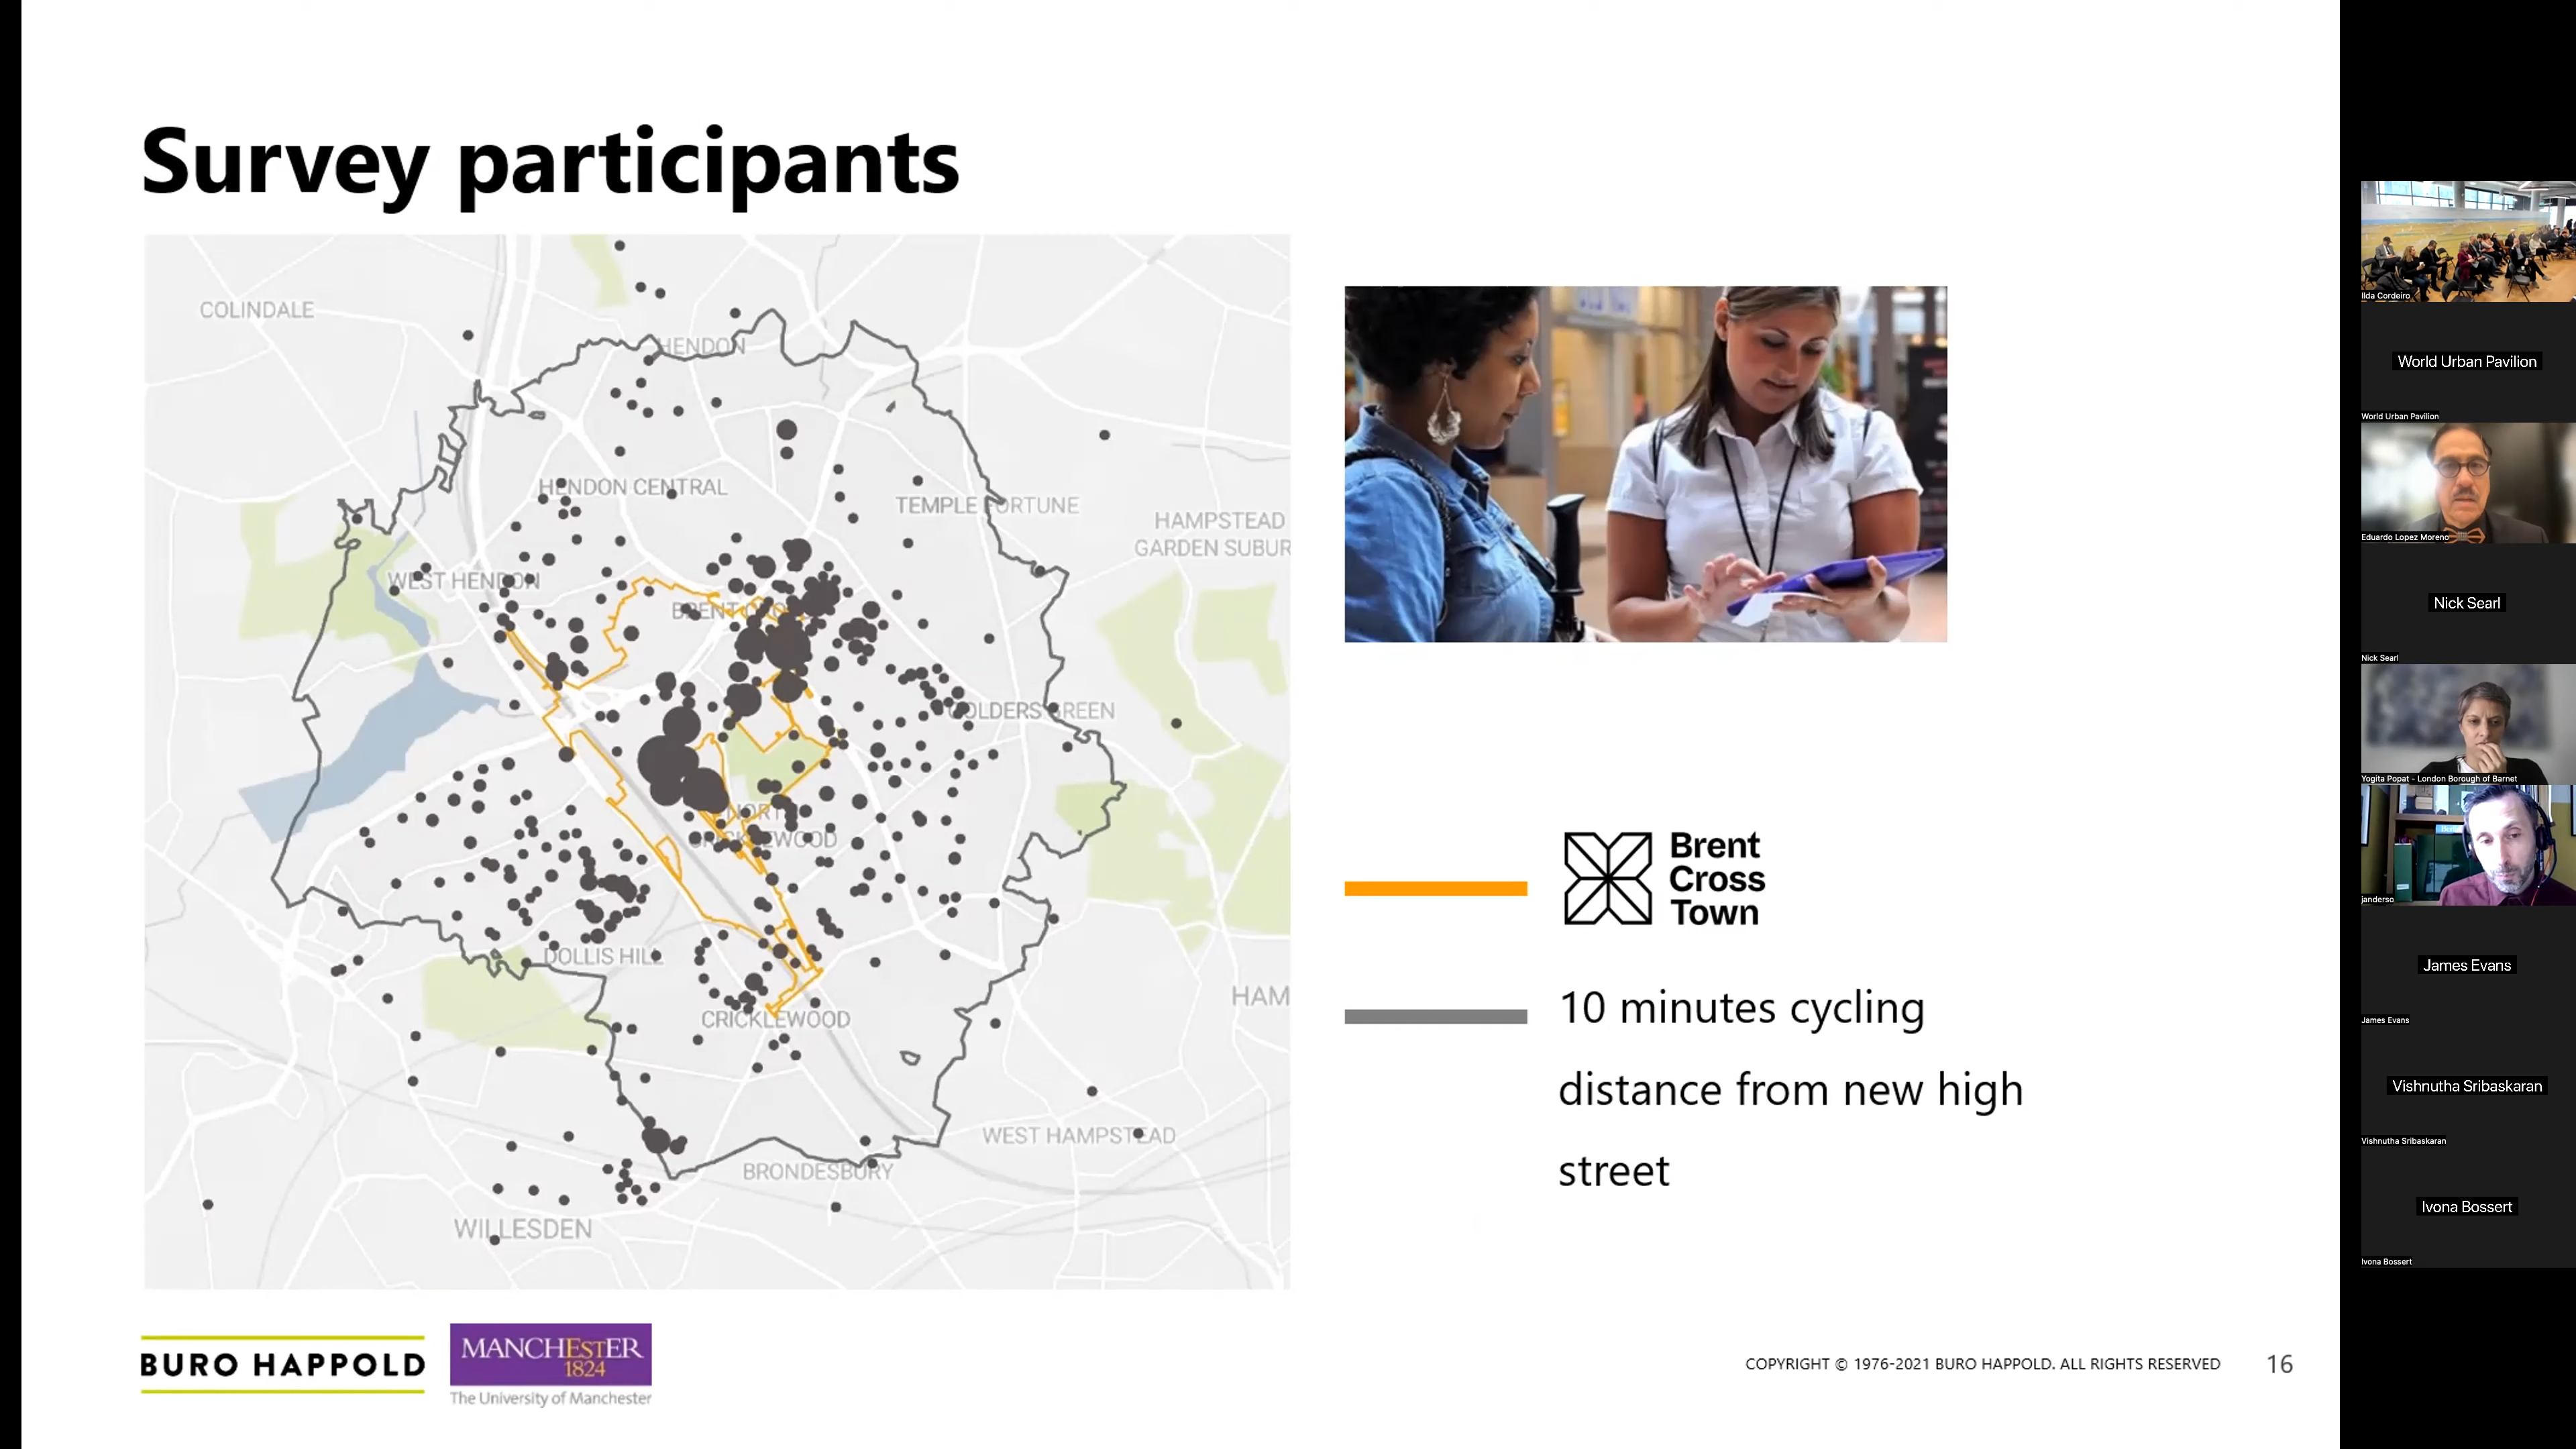 Survey participants
COLINDALE
HENDON
HENDON CENTRAL
TEMPLE FORTUNE
HAMPSTEAD
GARDEN SUBUR
WEST HENDON
GOLDERS GREEN
NORTH
CRICKLEWOOD
DOLLIS HILL
HAM
CRICKLEWOOD
WEST HAMPSTEAD
BRONDESBURY
WILLESDEN
Brent
Cross
Town
10 minutes cycling
distance from new high
street
BURO HAPPOLD
MANCHESTER
1824
The University of Manchester
COPYRIGHT © 1976-2021 BURO HAPPOLD. ALL RIGHTS RESERVED
16
Ilda Cordeiro
World Urban Pavilion
World Urban Pavilion
Eduardo Lopez Moreno
Nick Searl
Nick Searl
Yogita Popat - London Borough of Barnet
janderso
James Evans
James Evans
Vishnutha Sribaskaran
Vishnutha Sribaskaran
Ivona Bossert
Ivona Bossert